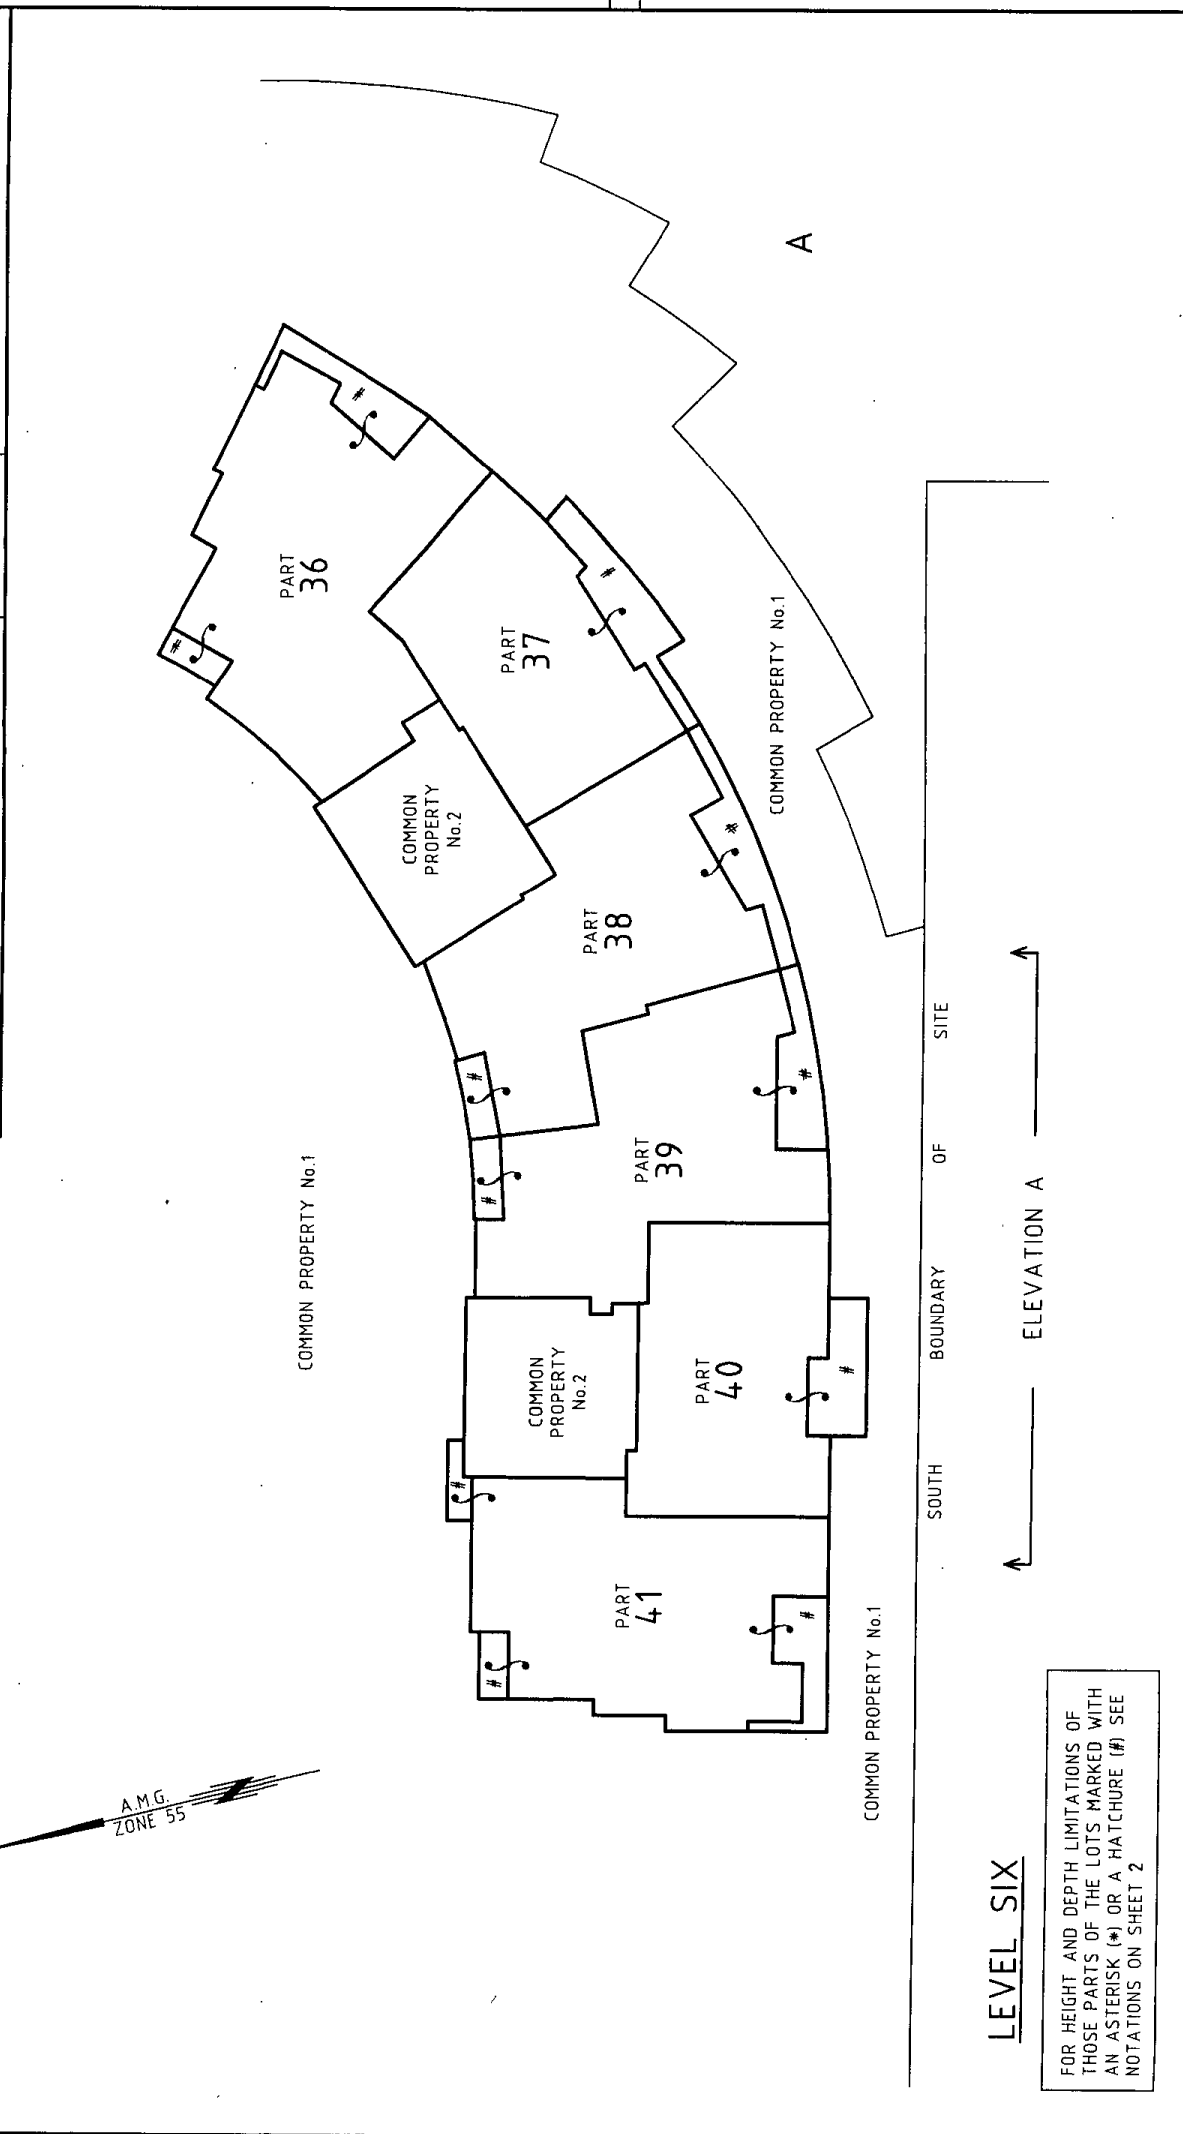 A
PART
36
#
#
PART
37
#
COMMON PROPERTY No.1
COMMON
PROPERTY
No.2
PART
38
#
#
PART
39
#
#
COMMON PROPERTY No.1
COMMON
PROPERTY
No.2
PART
40
#
PART
41
#
#
#
COMMON PROPERTY No.1
SOUTH BOUNDARY OF SITE
ELEVATION A
A.M.G.
ZONE 55
N
LEVEL SIX
FOR HEIGHT AND DEPTH LIMITATIONS OF
THOSE PARTS OF THE LOTS MARKED WITH
AN ASTERISK (*) OR A HATCHURE (#) SEE
NOTATIONS ON SHEET 2